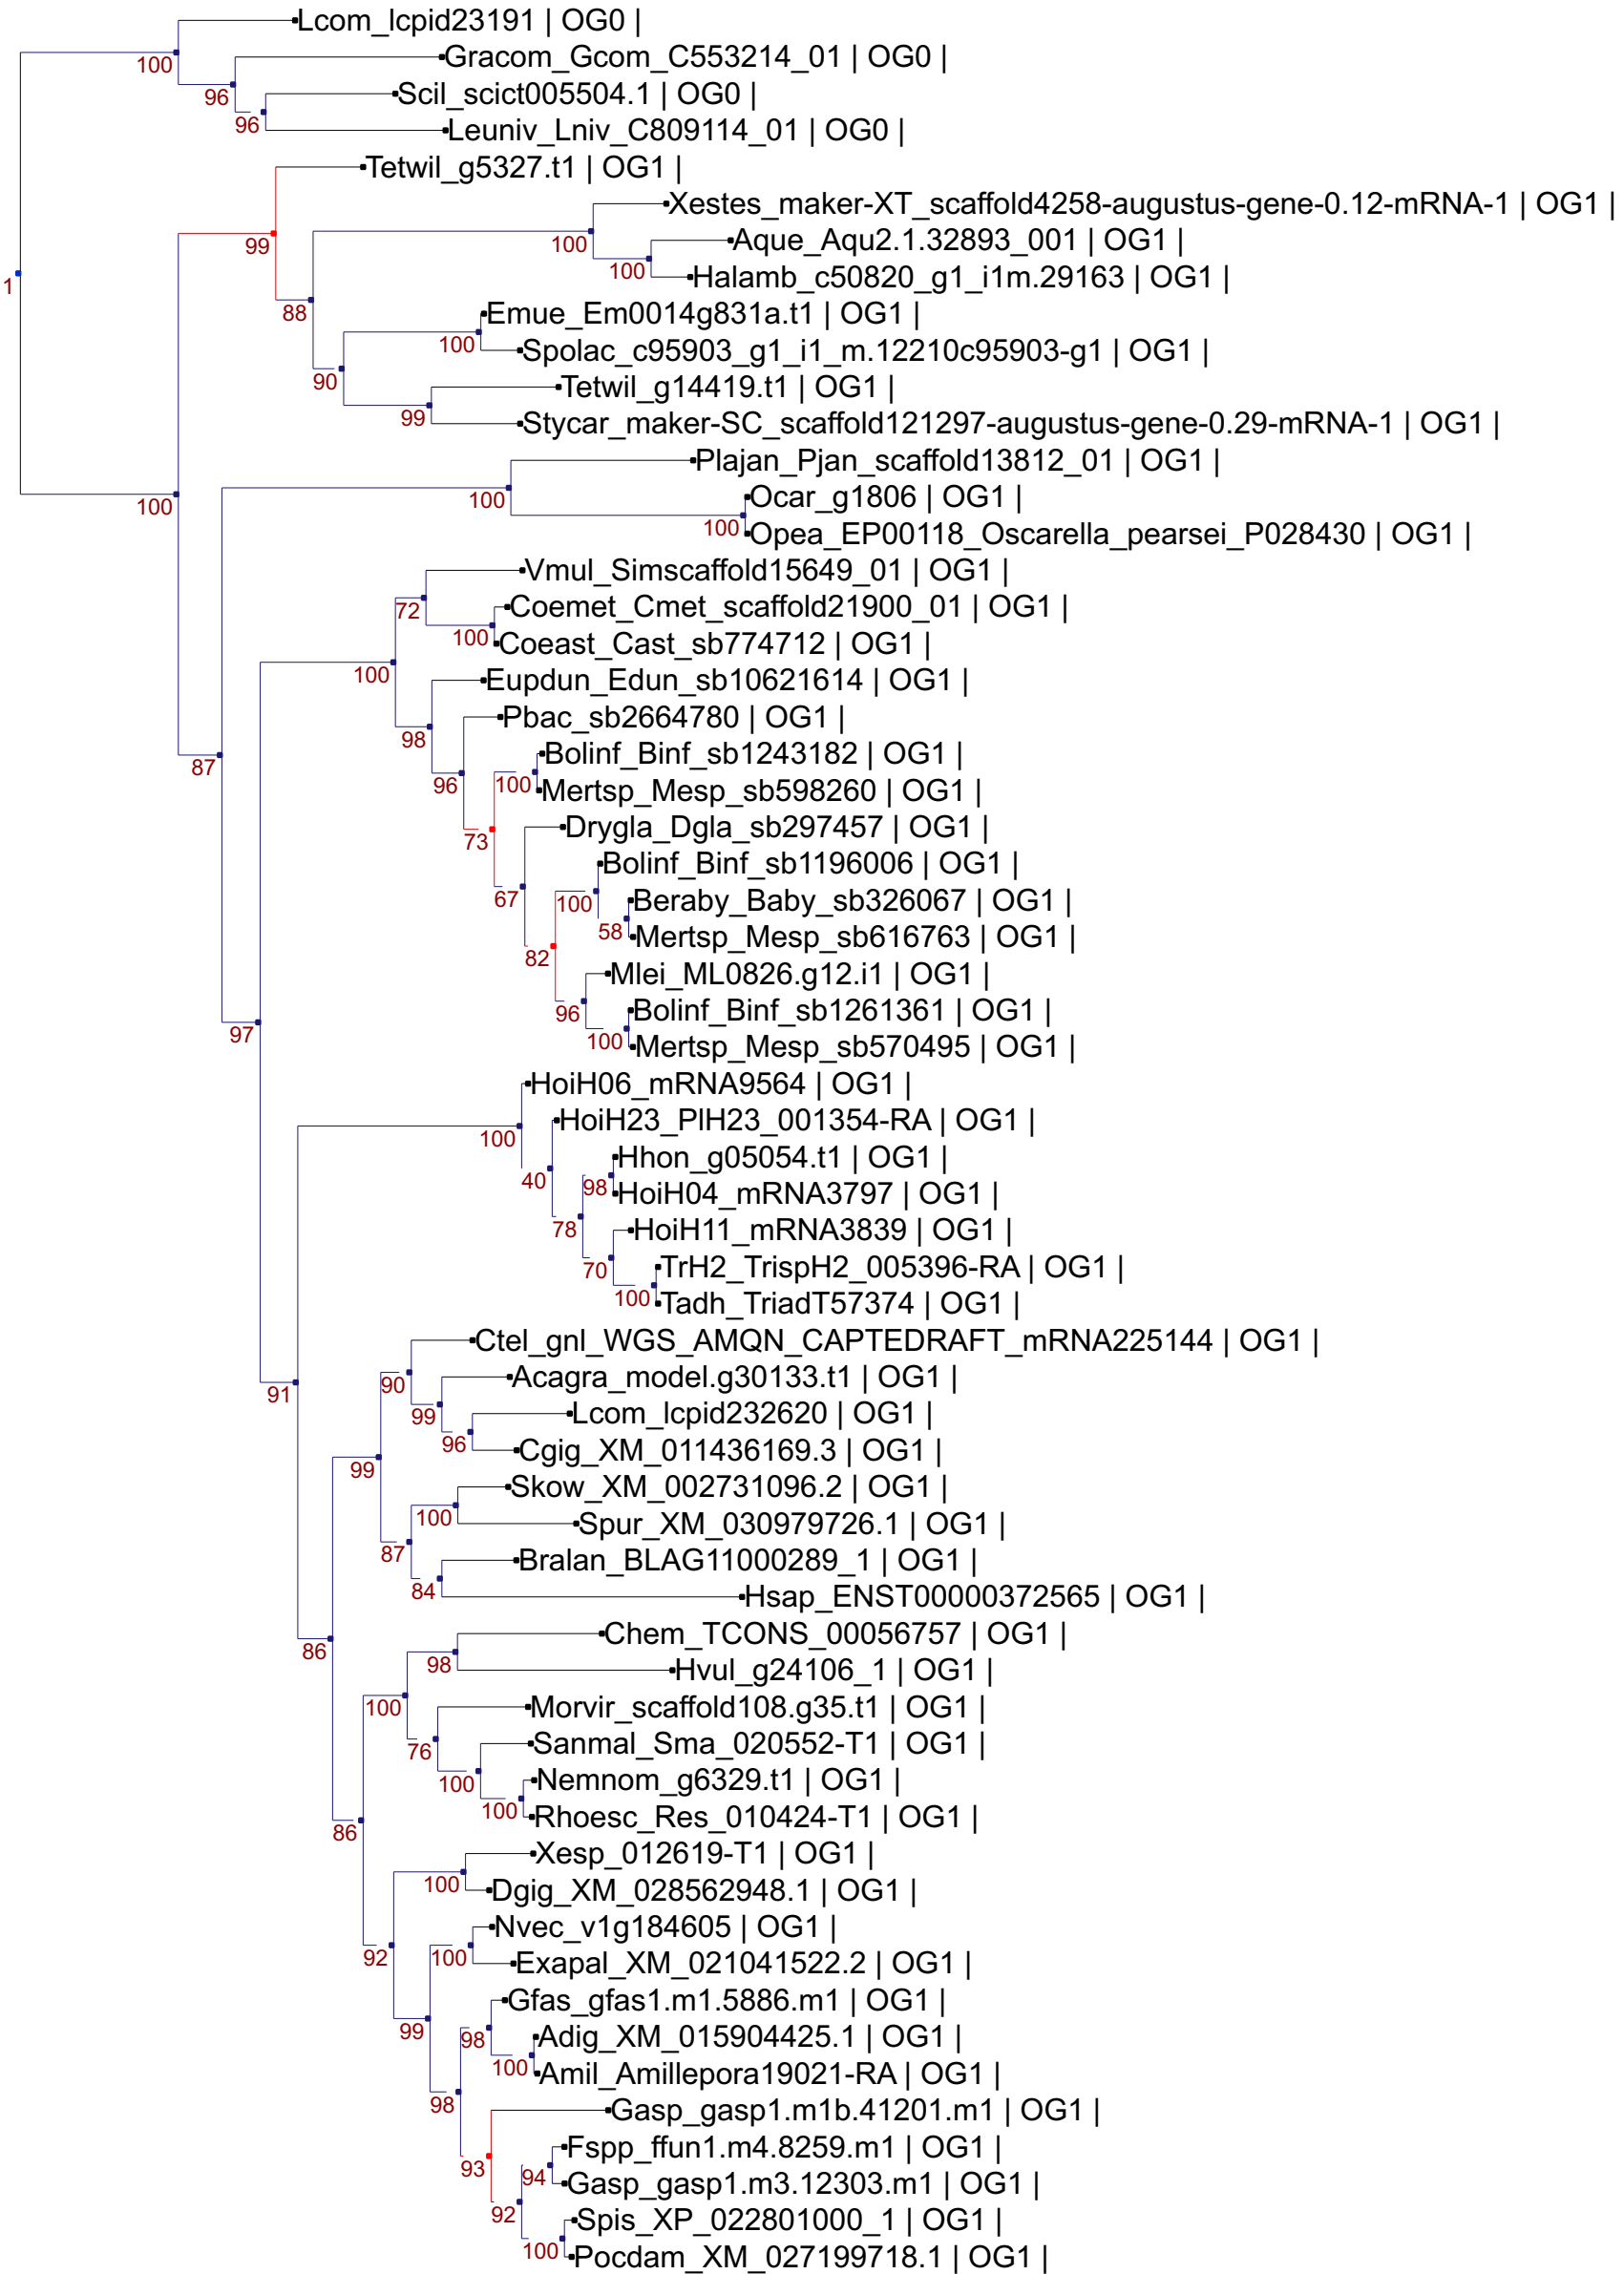 Lcom_lcpid23191 | OG0 |
Gracom_Gcom_C553214_01 | OG0 |
100
Scil_scict005504.1 | OG0 |
96
Leuniv_Lniv_C809114_01 | OG0 |
96
Tetwil_g5327.t1 | OG1 |
Xestes_maker-XT_scaffold4258-augustus-gene-0.12-mRNA-1 | OG1 |
Aque_Aqu2.1.32893_001 | OG1 |
99
100
Halamb_c50820_g1_i1m.29163 | OG1 |
100
1
Emue_Em0014g831a.t1 | OG1 |
88
100
Spolac_c95903_g1_i1_m.12210c95903-g1 | OG1 |
90
Tetwil_g14419.t1 | OG1 |
99
Stycar_maker-SC_scaffold121297-augustus-gene-0.29-mRNA-1 | OG1 |
Plajan_Pjan_scaffold13812_01 | OG1 |
100
100
Ocar_g1806 | OG1 |
100
Opea_EP00118_Oscarella_pearsei_P028430 | OG1 |
Vmul_Simscaffold15649_01 | OG1 |
72
Coemet_Cmet_scaffold21900_01 | OG1 |
100
Coeast_Cast_sb774712 | OG1 |
100
Eupdun_Edun_sb10621614 | OG1 |
Pbac_sb2664780 | OG1 |
98
Bolinf_Binf_sb1243182 | OG1 |
87
96
100
Mertsp_Mesp_sb598260 | OG1 |
Drygla_Dgla_sb297457 | OG1 |
73
Bolinf_Binf_sb1196006 | OG1 |
67
100
Beraby_Baby_sb326067 | OG1 |
58
Mertsp_Mesp_sb616763 | OG1 |
82
Mlei_ML0826.g12.i1 | OG1 |
96
Bolinf_Binf_sb1261361 | OG1 |
97
100
Mertsp_Mesp_sb570495 | OG1 |
HoiH06_mRNA9564 | OG1 |
HoiH23_PlH23_001354-RA | OG1 |
100
Hhon_g05054.t1 | OG1 |
40
98
HoiH04_mRNA3797 | OG1 |
78
HoiH11_mRNA3839 | OG1 |
70
TrH2_TrispH2_005396-RA | OG1 |
100
Tadh_TriadT57374 | OG1 |
Ctel_gnl_WGS_AMQN_CAPTEDRAFT_mRNA225144 | OG1 |
91
90
Acagra_model.g30133.t1 | OG1 |
99
Lcom_lcpid232620 | OG1 |
96
Cgig_XM_011436169.3 | OG1 |
99
Skow_XM_002731096.2 | OG1 |
100
Spur_XM_030979726.1 | OG1 |
87
Bralan_BLAG11000289_1 | OG1 |
84
Hsap_ENST00000372565 | OG1 |
Chem_TCONS_00056757 | OG1 |
86
98
Hvul_g24106_1 | OG1 |
100
Morvir_scaffold108.g35.t1 | OG1 |
76
Sanmal_Sma_020552-T1 | OG1 |
100
Nemnom_g6329.t1 | OG1 |
100
Rhoesc_Res_010424-T1 | OG1 |
86
Xesp_012619-T1 | OG1 |
100
Dgig_XM_028562948.1 | OG1 |
Nvec_v1g184605 | OG1 |
92
100
Exapal_XM_021041522.2 | OG1 |
Gfas_gfas1.m1.5886.m1 | OG1 |
99
98
Adig_XM_015904425.1 | OG1 |
100
Amil_Amillepora19021-RA | OG1 |
98
Gasp_gasp1.m1b.41201.m1 | OG1 |
Fspp_ffun1.m4.8259.m1 | OG1 |
93
94
Gasp_gasp1.m3.12303.m1 | OG1 |
92
Spis_XP_022801000_1 | OG1 |
100
Pocdam_XM_027199718.1 | OG1 |